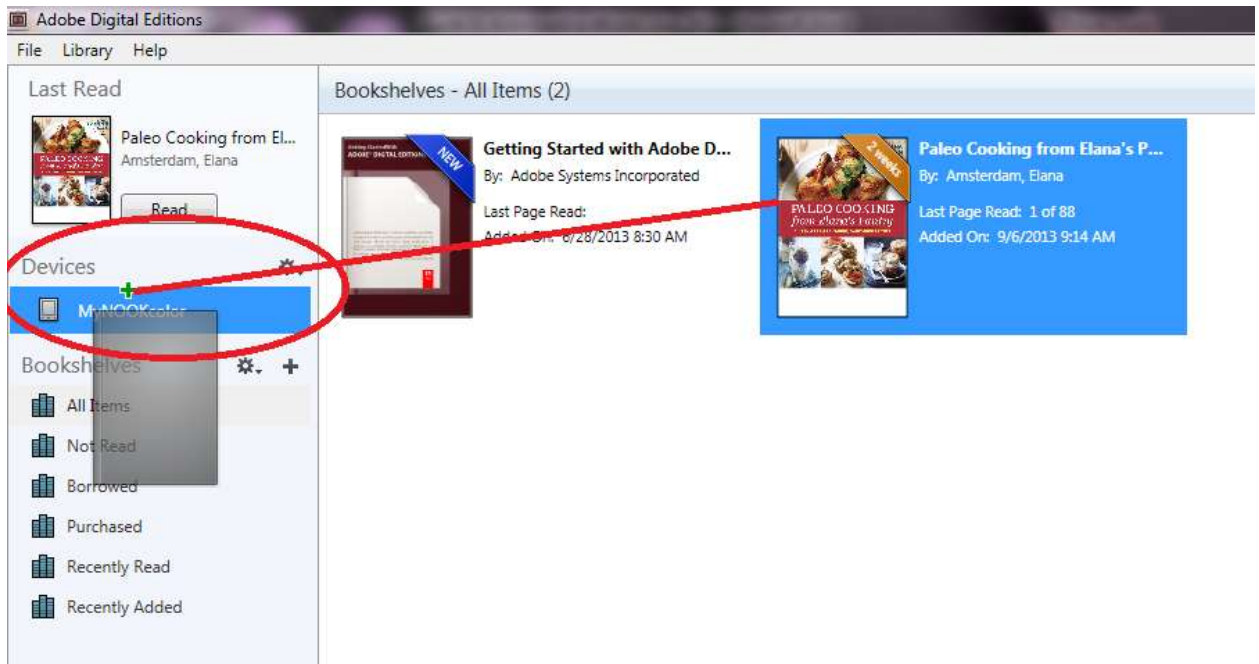 Adobe Digital Editions
File Library Help
Last Read
Paleo Cooking from El...
Amsterdam, Elana
Read
Devices
MyNOOKcolor
Bookshelves
All Items
Not Read
Borrowed
Purchased
Recently Read
Recently Added
Bookshelves - All Items (2)
NEW
Getting Started with Adobe D...
By: Adobe Systems Incorporated
Last Page Read:
Added On: 6/28/2013 8:30 AM
2 weeks
PALEO COOKING
from Elana's Pantry
Paleo Cooking from Elana's P...
By: Amsterdam, Elana
Last Page Read: 1 of 88
Added On: 9/6/2013 9:14 AM